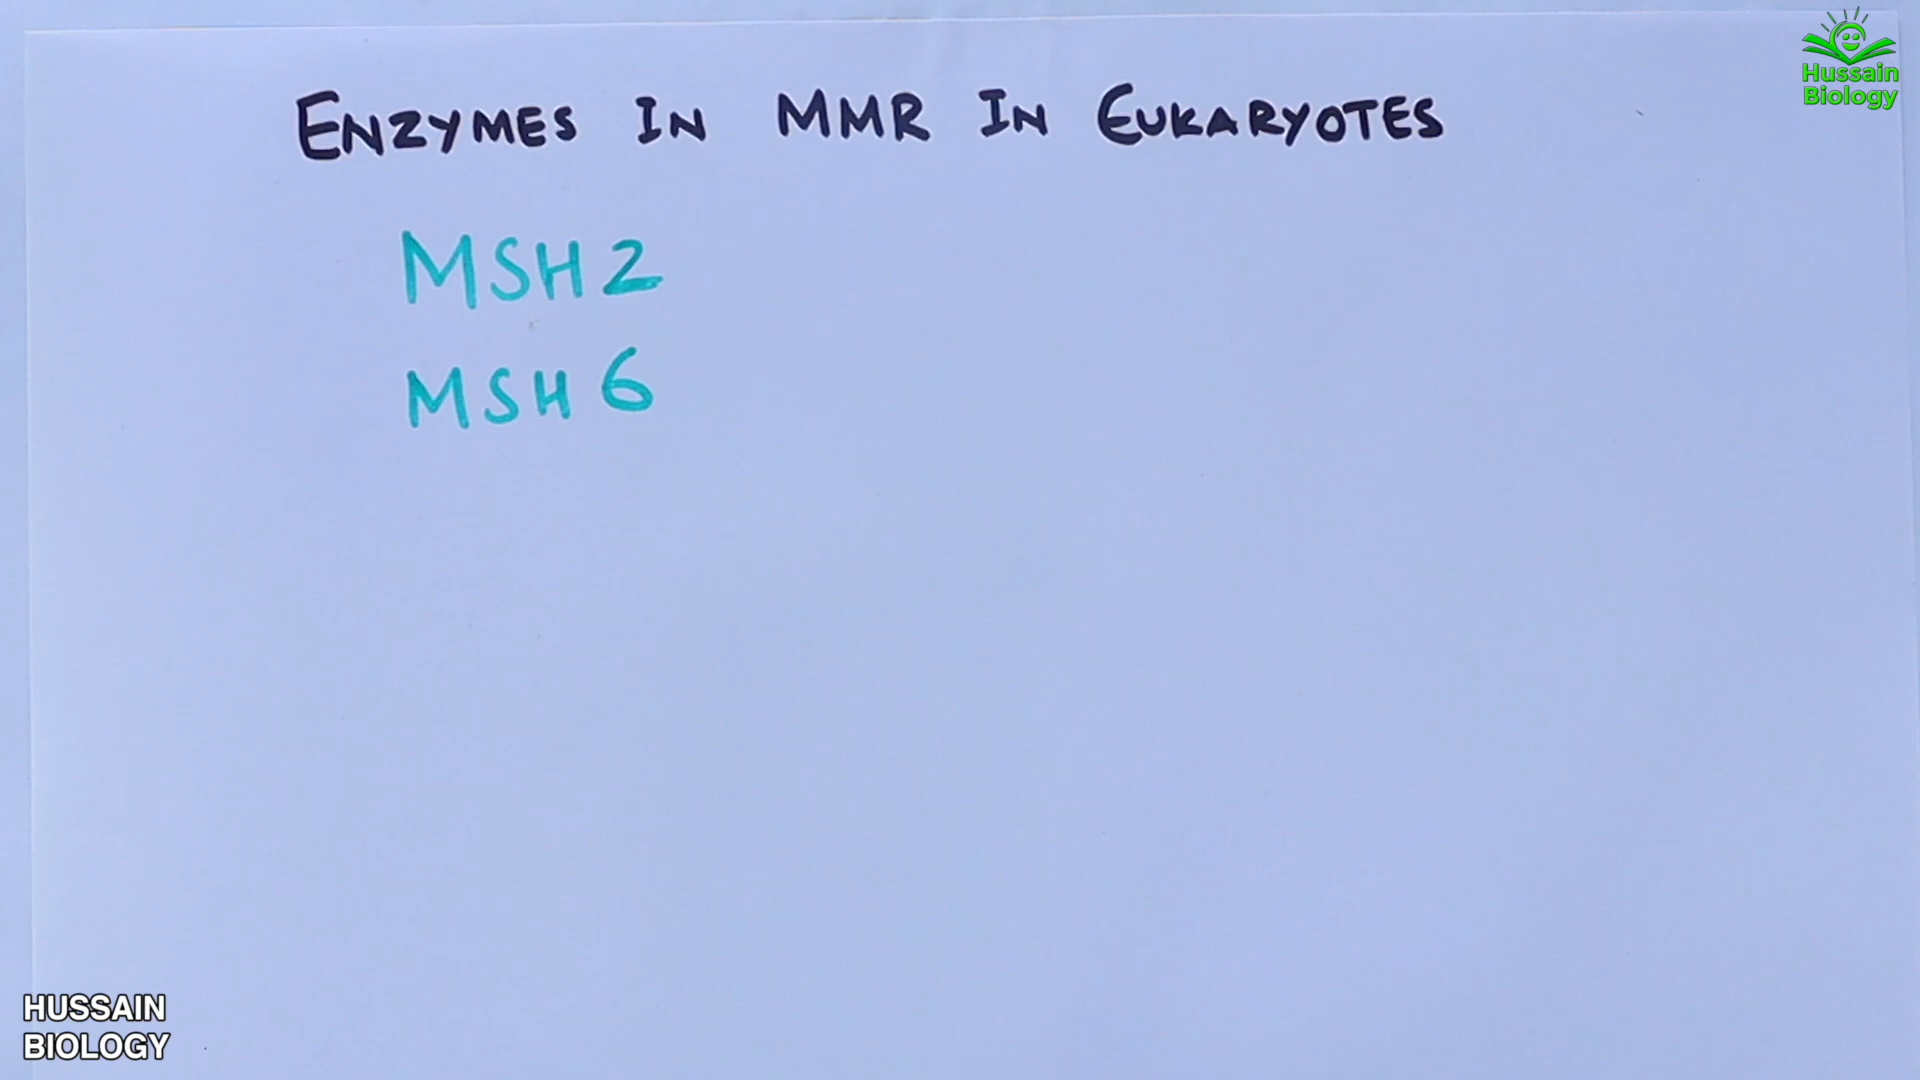 Hussain
Biology
ENZYMES IN MMR IN EUKARYOTES
MSH2
MSH6
HUSSAIN
BIOLOGY